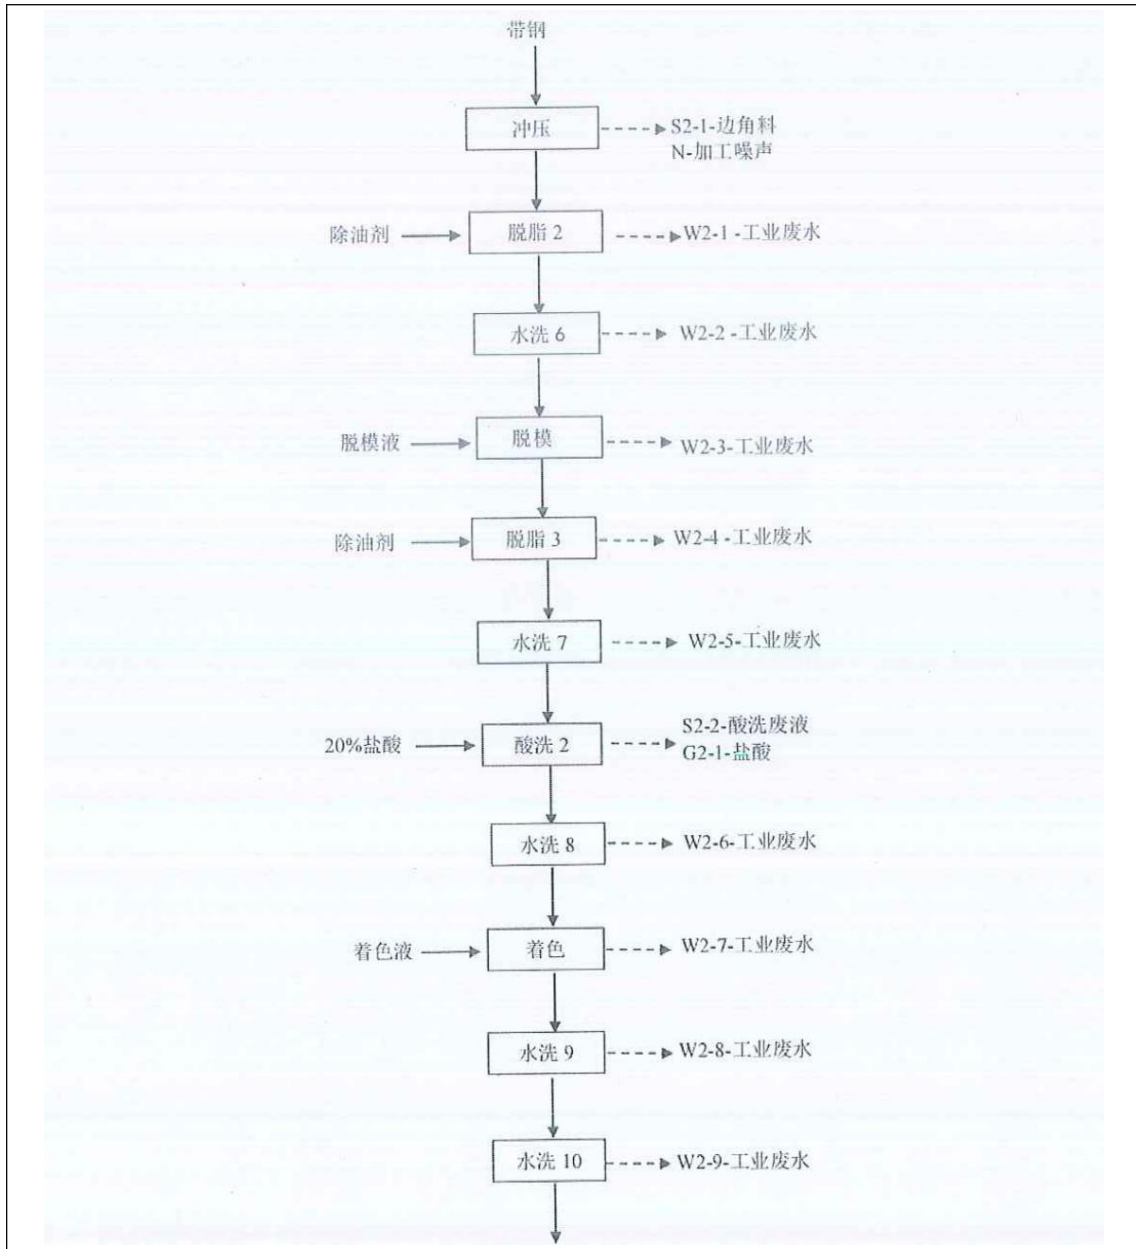 带钢
冲压
S2-1-边角料
N-加工噪声
除油剂
脱脂 2
W2-1 -工业废水
水洗 6
W2-2 -工业废水
脱模液
脱模
W2-3-工业废水
除油剂
脱脂 3
W2-4 -工业废水
水洗 7
W2-5-工业废水
20%盐酸
酸洗 2
S2-2-酸洗废液
G2-1-盐酸
水洗 8
W2-6-工业废水
着色液
着色
W2-7-工业废水
水洗 9
W2-8-工业废水
水洗 10
W2-9-工业废水